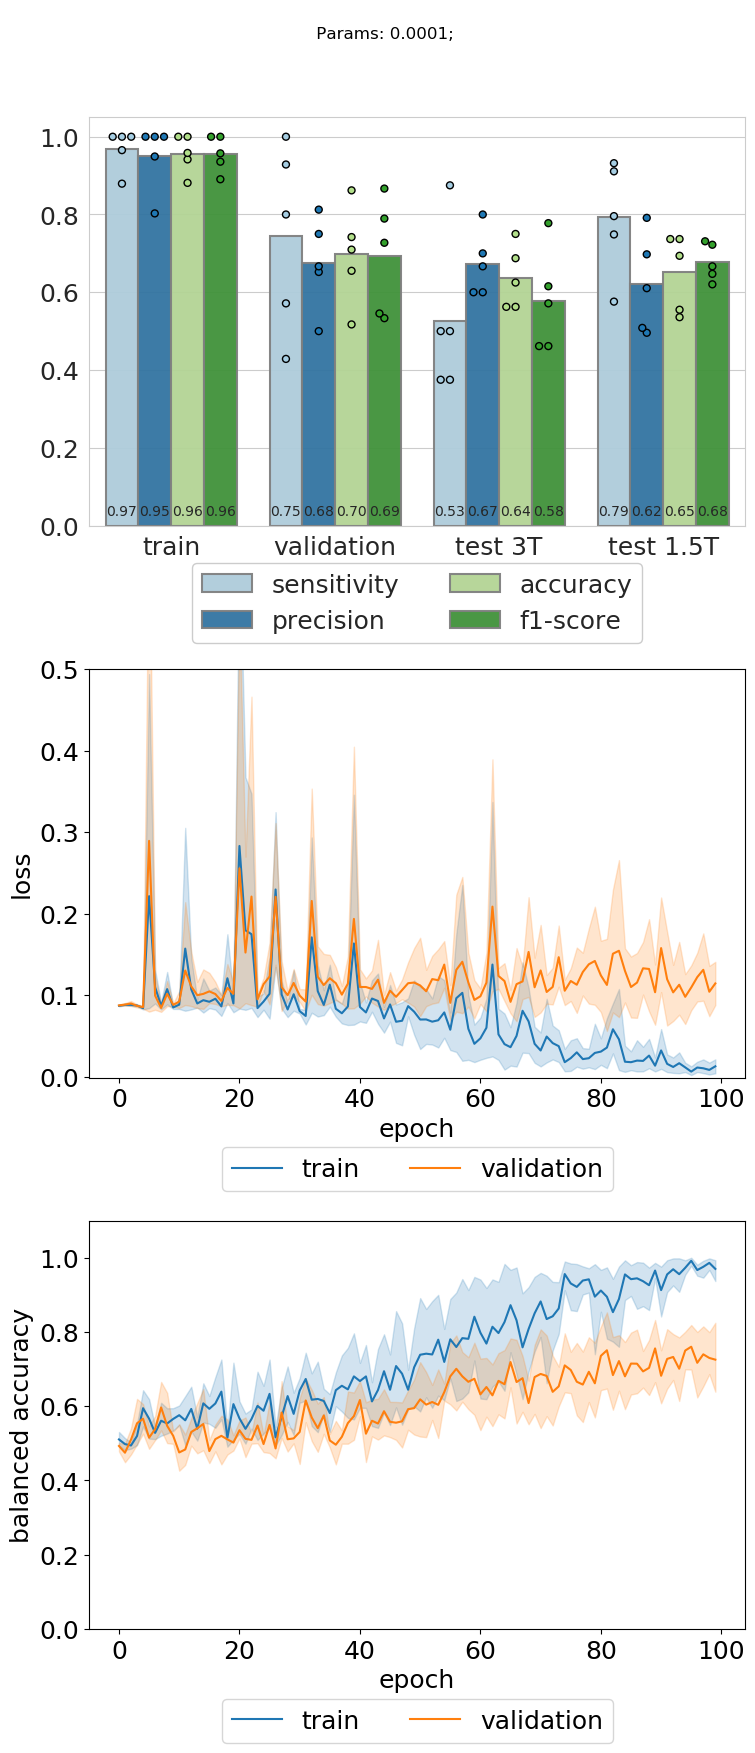 Params: 0.0001;
1.0
0.8
0.6
0.4
0.2
0.0
0.97 0.95 0.96 0.96 0.75 0.68 0.70 0.69 0.53 0.67 0.64 0.58 0.79 0.62 0.65 0.68
train validation test 3T test 1.5T
sensitivity accuracy
precision f1-score
0.5
0.4
0.3
0.2
0.1
0.0
loss
0 20 40 60 80 100
epoch
train validation
1.0
0.8
0.6
0.4
0.2
0.0
balanced accuracy
0 20 40 60 80 100
epoch
train validation